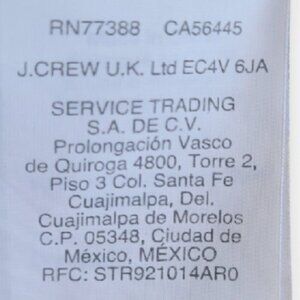 RN77388 CA56445
J.CREW U.K. Ltd EC4V 6JA
SERVICE TRADING
S.A. DE C.V.
Prolongación Vasco
de Quiroga 4800, Torre 2,
Piso 3 Col. Santa Fe
Cuajimalpa, Del.
Cuajimalpa de Morelos
C.P. 05348, Ciudad de
México, MÉXICO
RFC: STR921014AR0